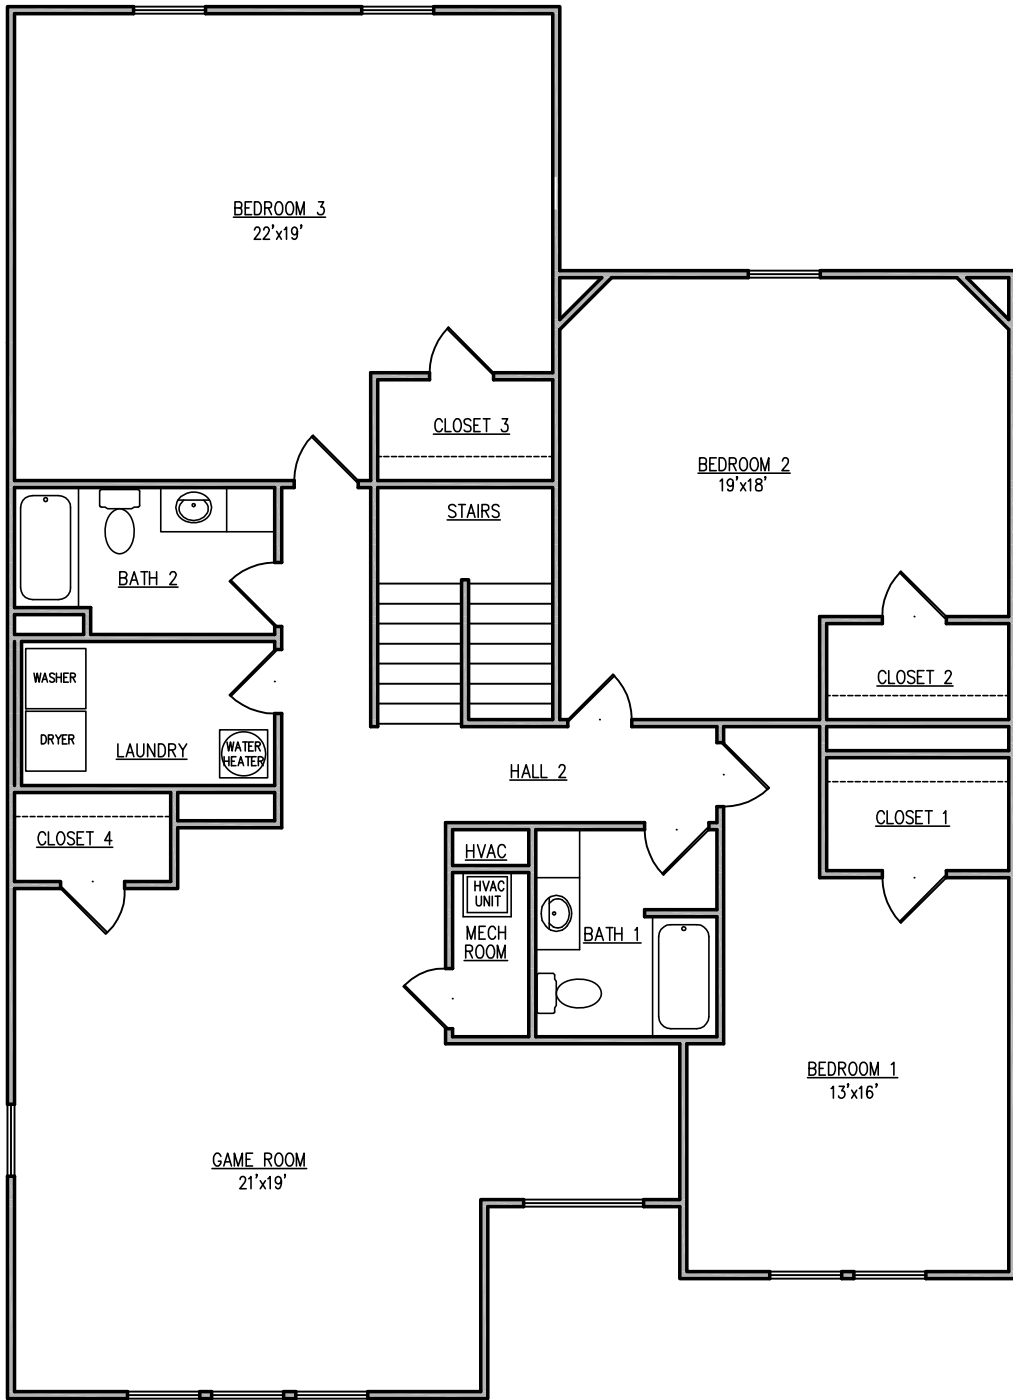 BEDROOM 3
22'x19'
CLOSET 3
BEDROOM 2
19'x18'
STAIRS
BATH 2
WASHER
CLOSET 2
DRYER
LAUNDRY
WATER
HEATER
HALL 2
CLOSET 1
CLOSET 4
HVAC
HVAC
UNIT
MECH
ROOM
BATH 1
BEDROOM 1
13'x16'
GAME ROOM
21'x19'